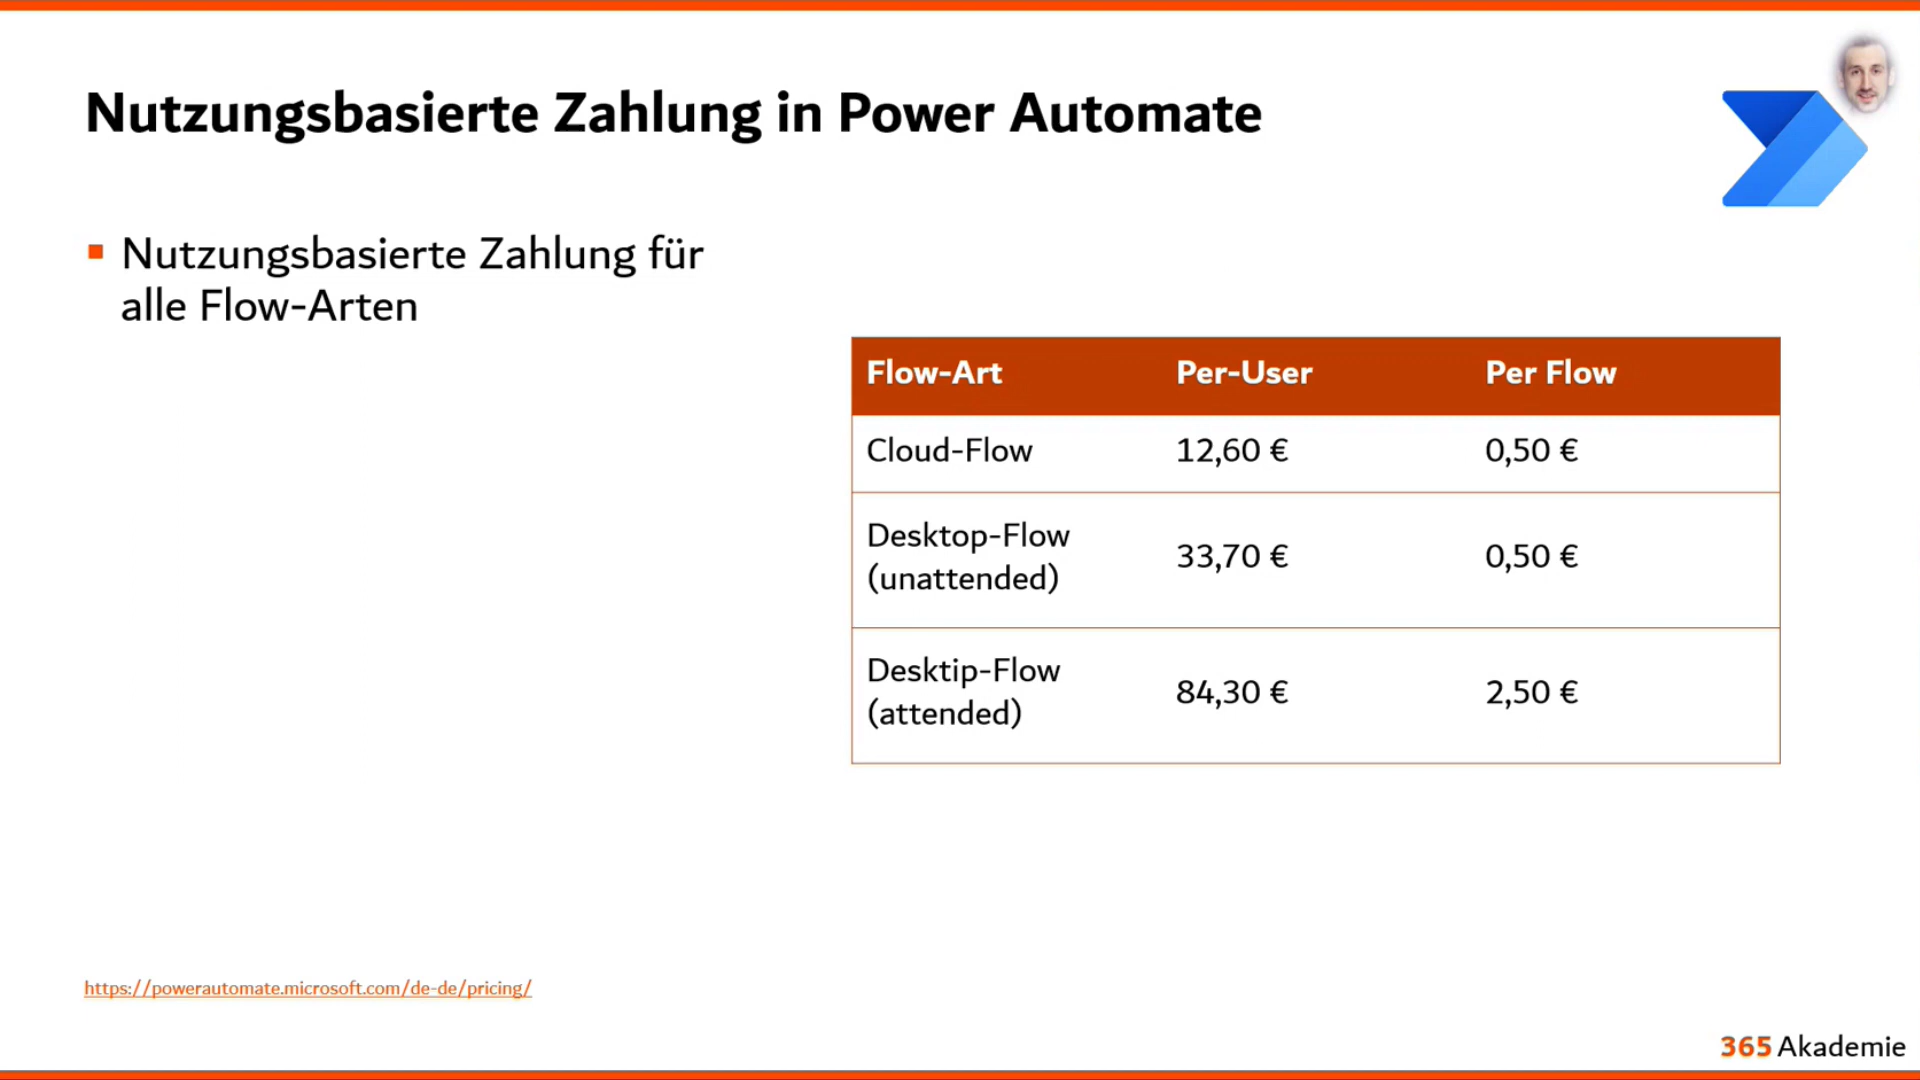 Nutzungsbasierte Zahlung in Power Automate
Nutzungsbasierte Zahlung für
alle Flow-Arten
Flow-Art Per-User Per Flow
Cloud-Flow 12,60 € 0,50 €
Desktop-Flow
(unattended) 33,70 € 0,50 €
Desktip-Flow
(attended) 84,30 € 2,50 €
https://powerautomate.microsoft.com/de-de/pricing/
365 Akademie